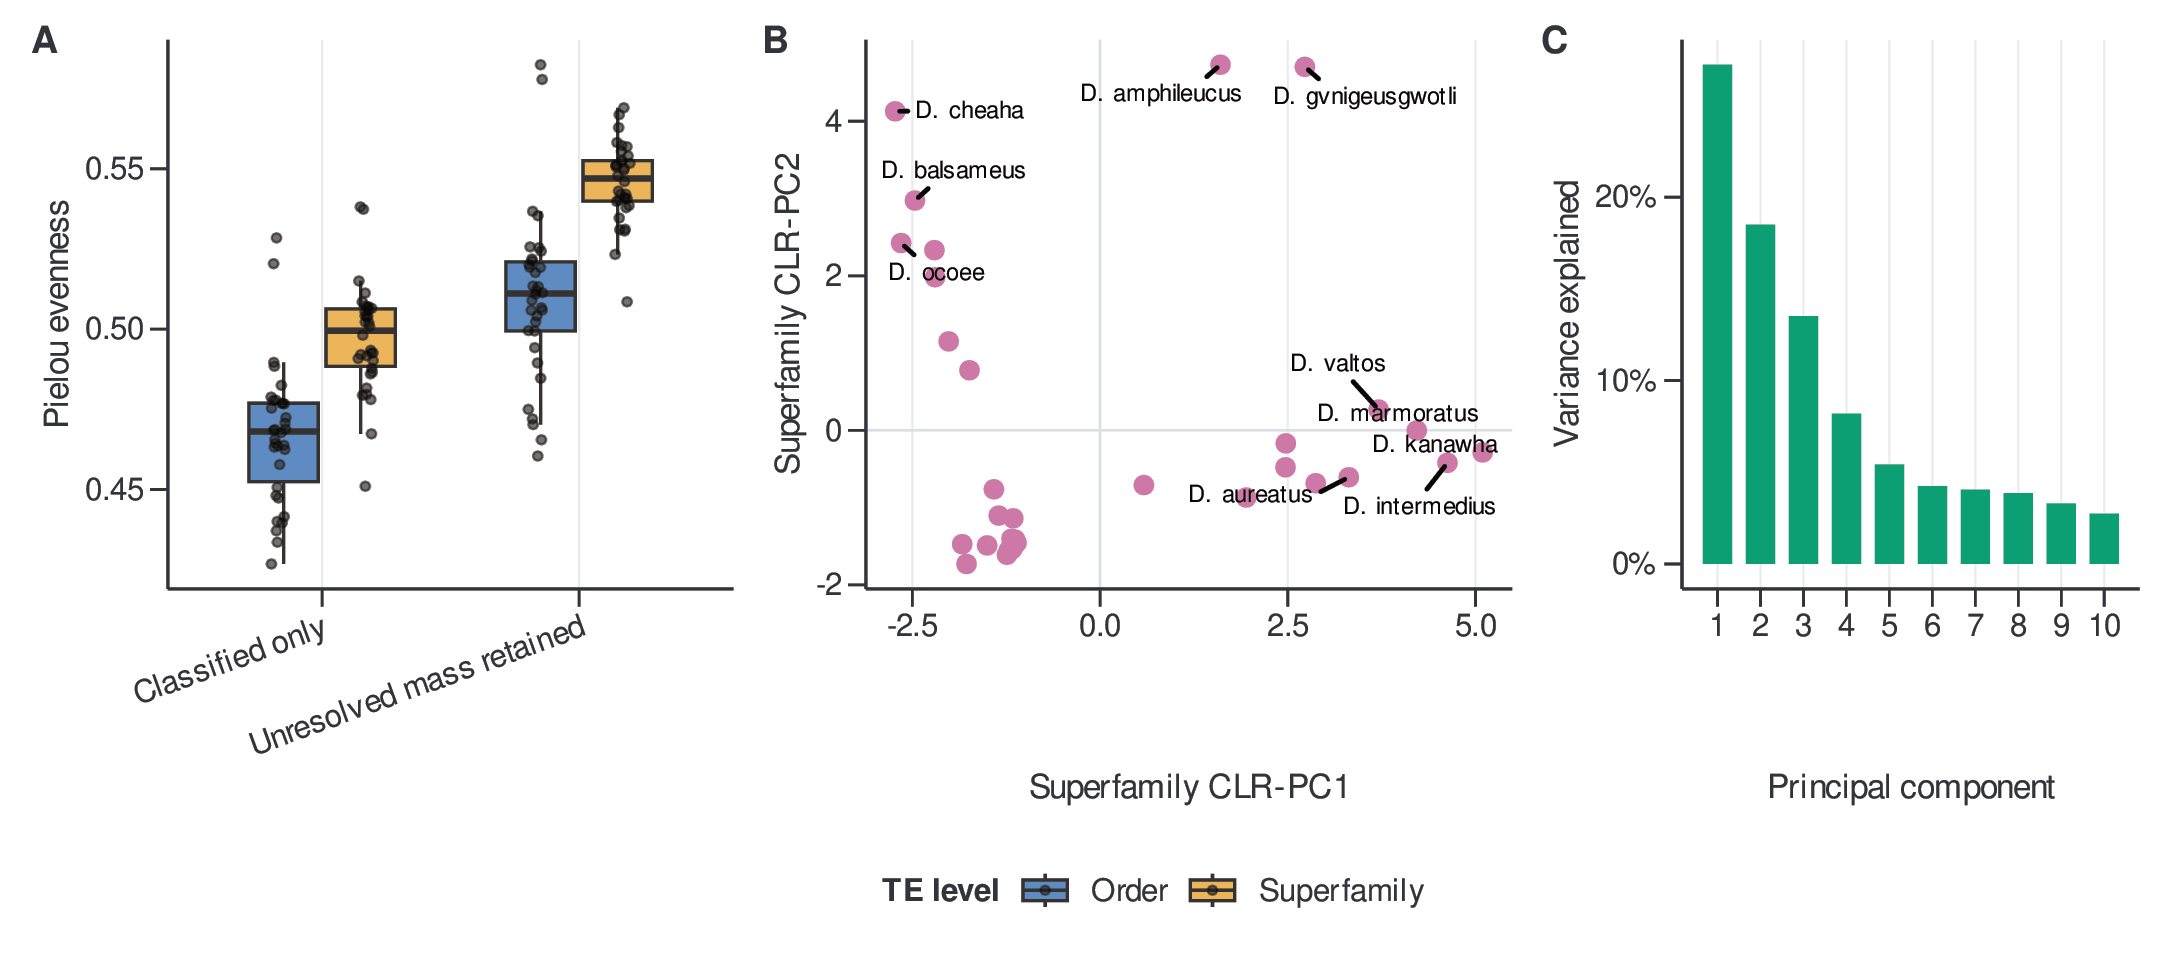 A
Pielou evenness
0.55
0.50
0.45
Classified only
Unresolved mass retained
B
Superfamily CLR-PC2
4
2
0
-2
D. amphileucus
D. gvnigeusgwotli
D. cheaha
D. balsameus
D. ocoee
D. valtos
D. marmoratus
D. kanawha
D. aureatus
D. intermedius
-2.5
0.0
2.5
5.0
Superfamily CLR-PC1
C
Variance explained
20%
10%
0%
1 2 3 4 5 6 7 8 9 10
Principal component
TE level Order Superfamily